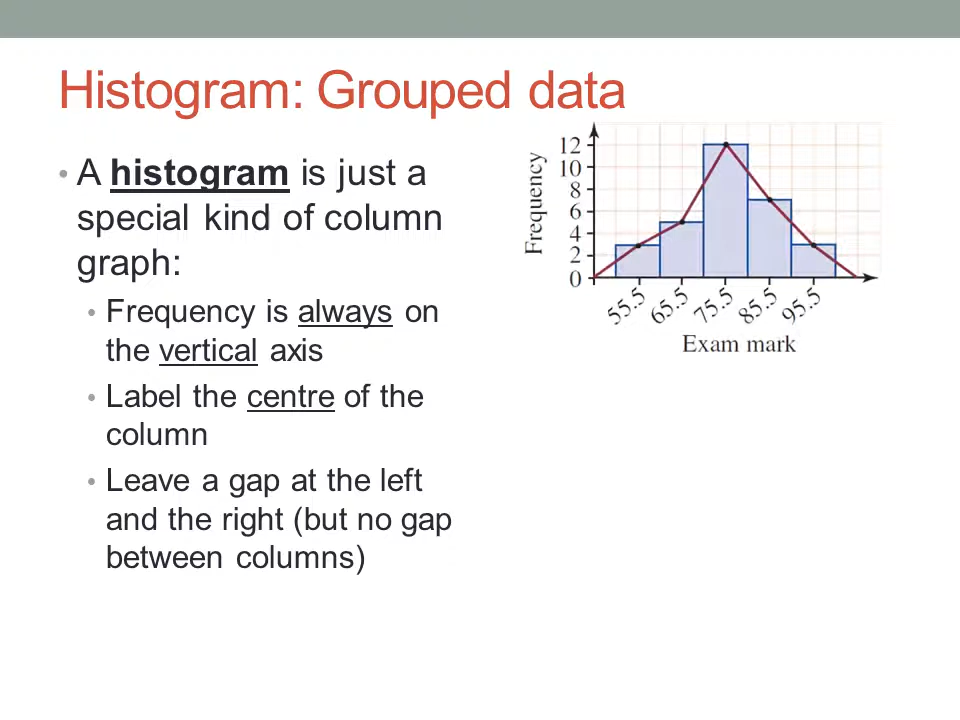 Histogram: Grouped data
• A histogram is just a
special kind of column
graph:
• Frequency is always on
the vertical axis
• Label the centre of the
column
• Leave a gap at the left
and the right (but no gap
between columns)
Frequency
12
10
8
6
4
2
0
55.5 65.5 75.5 85.5 95.5
Exam mark